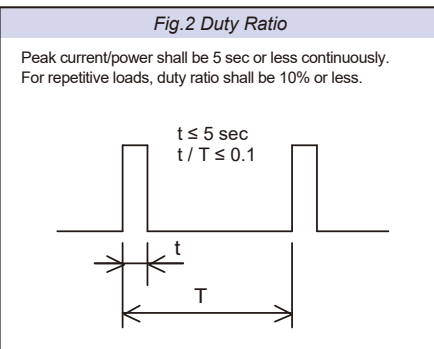 Fig.2 Duty Ratio
Peak current/power shall be 5 sec or less continuously.
For repetitive loads, duty ratio shall be 10% or less.
t ≤ 5 sec
t / T ≤ 0.1
t
T